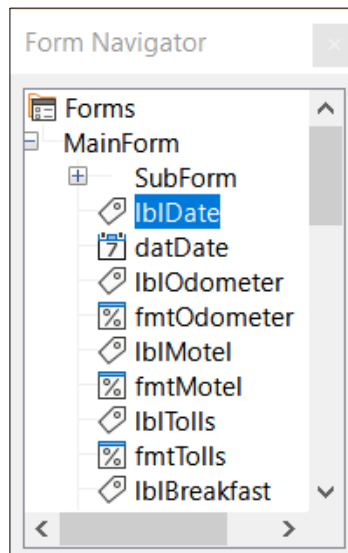 Form Navigator
Forms
MainForm
SubForm
lblDate
datDate
lblOdometer
fmtOdometer
lblMotel
fmtMotel
lblTolls
fmtTolls
lblBreakfast